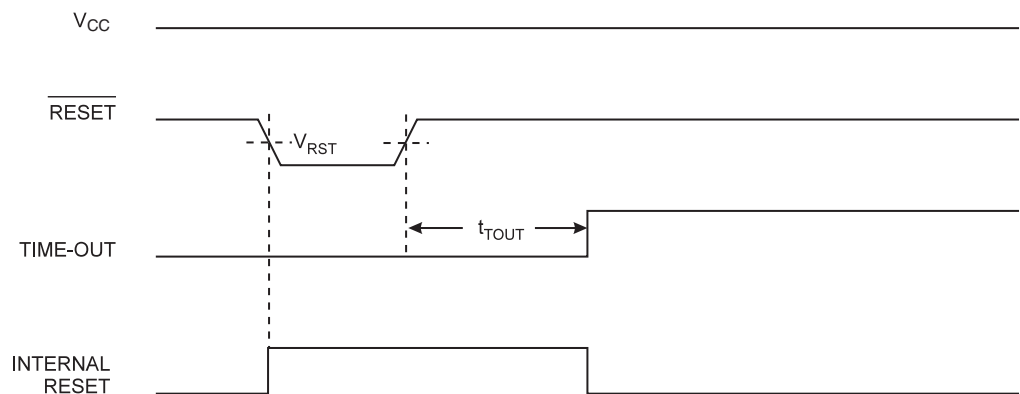 VCC
RESET
VRST
tTOUT
TIME-OUT
INTERNAL
RESET